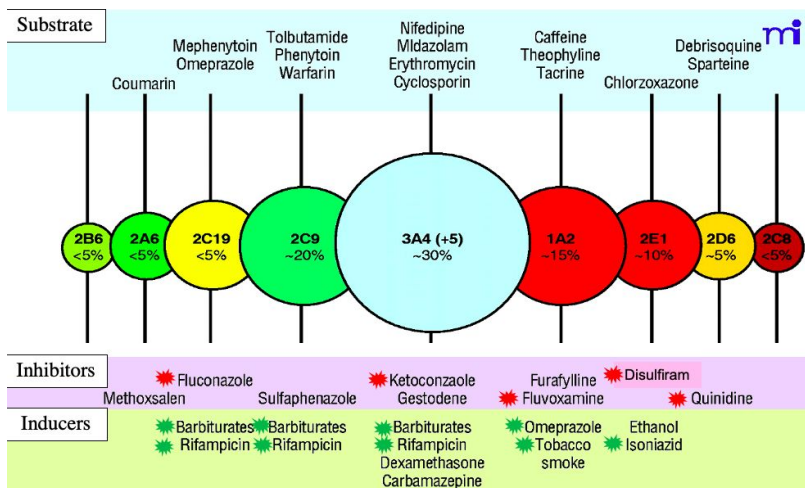 Substrate
mi
Coumarin
Mephenytoin
Omeprazole
Tolbutamide
Phenytoin
Warfarin
Nifedipine
MIdazolam
Erythromycin
Cyclosporin
Caffeine
Theophyline
Tacrine
Chlorzoxazone
Debrisoquine
Sparteine
2B6
<5%
2A6
<5%
2C19
<5%
2C9
~20%
3A4 (+5)
~30%
1A2
~15%
2E1
~10%
2D6
~5%
2C8
<5%
Inhibitors
Methoxsalen
Fluconazole
Sulfaphenazole
Ketoconzaole
Gestodene
Furafylline
Fluvoxamine
Disulfiram
Quinidine
Inducers
Barbiturates
Rifampicin
Barbiturates
Rifampicin
Barbiturates
Rifampicin
Dexamethasone
Carbamazepine
Omeprazole
Tobacco
smoke
Ethanol
Isoniazid